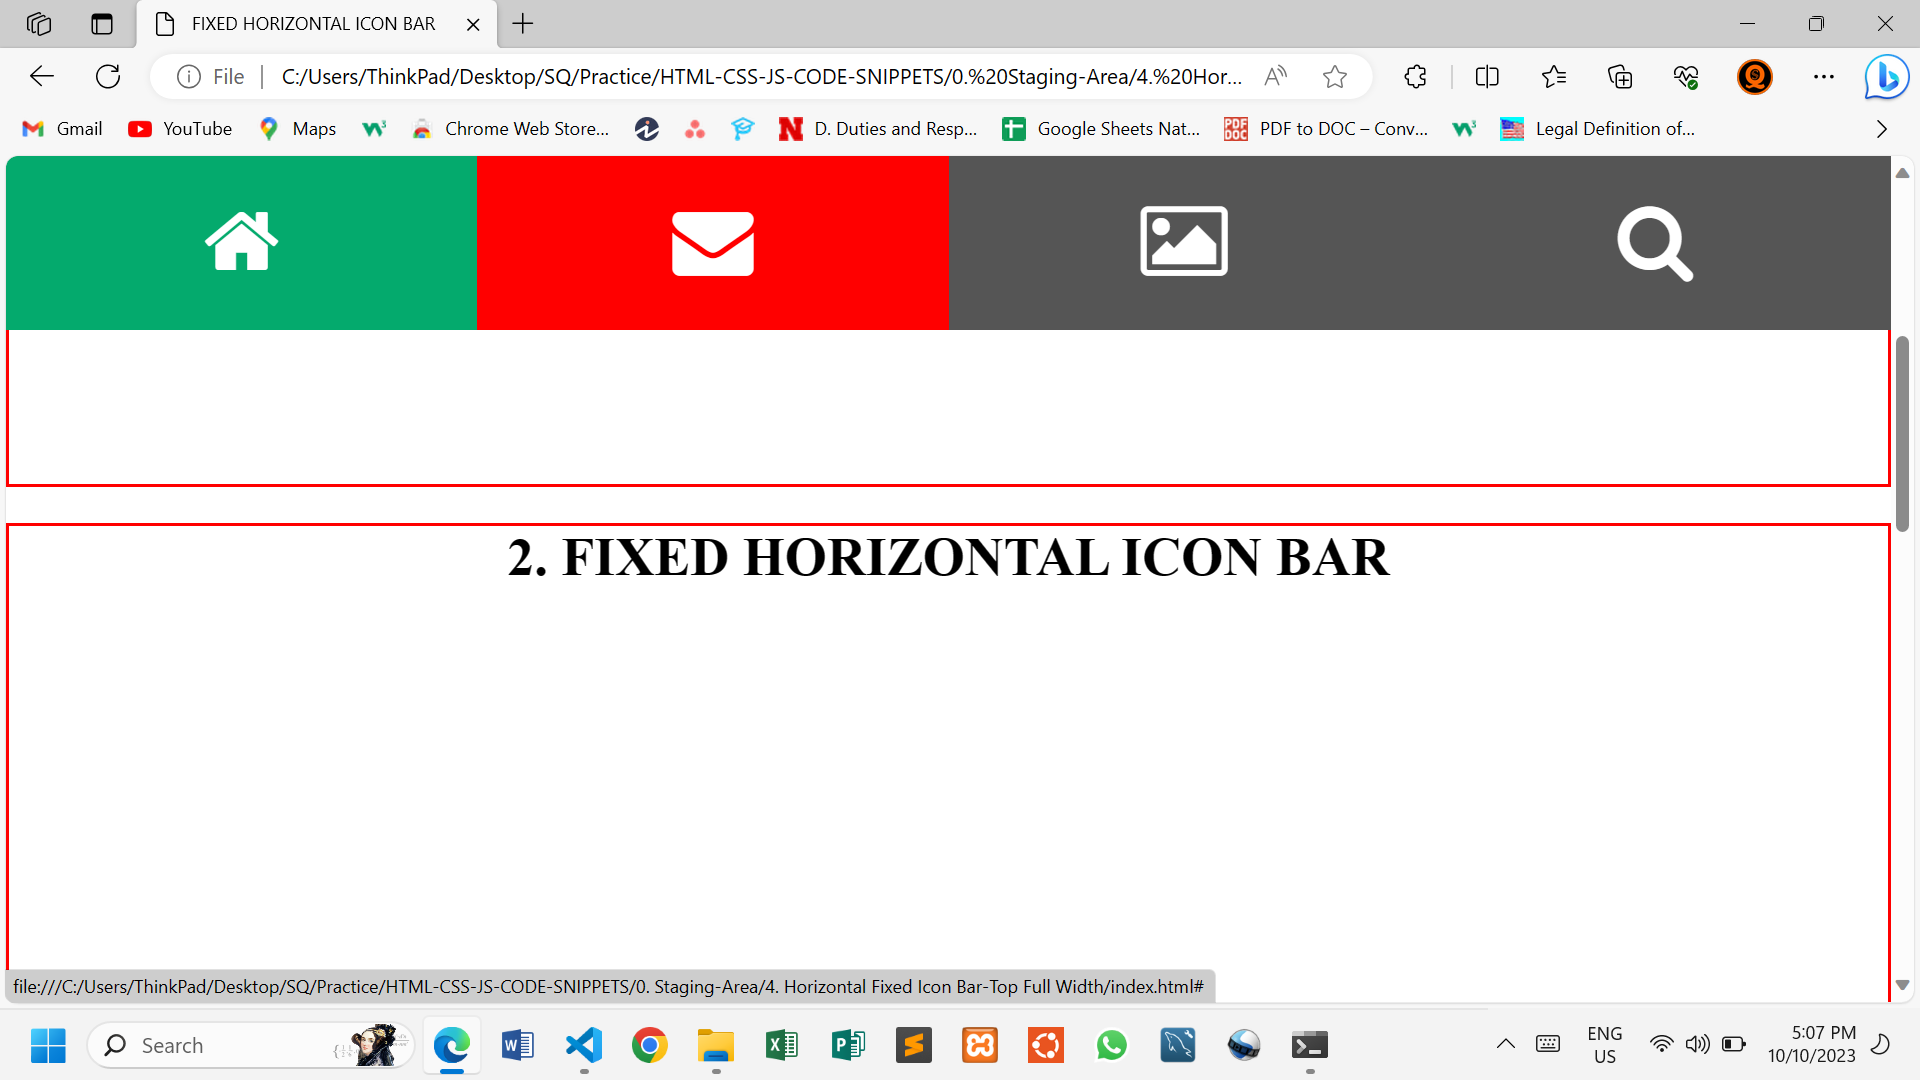 FIXED HORIZONTAL ICON BAR
File
C:/Users/ThinkPad/Desktop/SQ/Practice/HTML-CSS-JS-CODE-SNIPPETS/0.%20Staging-Area/4.%20Hor...
Gmail
YouTube
Maps
Chrome Web Store...
D. Duties and Resp...
Google Sheets Nat...
PDF to DOC – Conv...
Legal Definition of...
2. FIXED HORIZONTAL ICON BAR
file:///C:/Users/ThinkPad/Desktop/SQ/Practice/HTML-CSS-JS-CODE-SNIPPETS/0. Staging-Area/4. Horizontal Fixed Icon Bar-Top Full Width/index.html#
Search
ENG
US
5:07 PM
10/10/2023